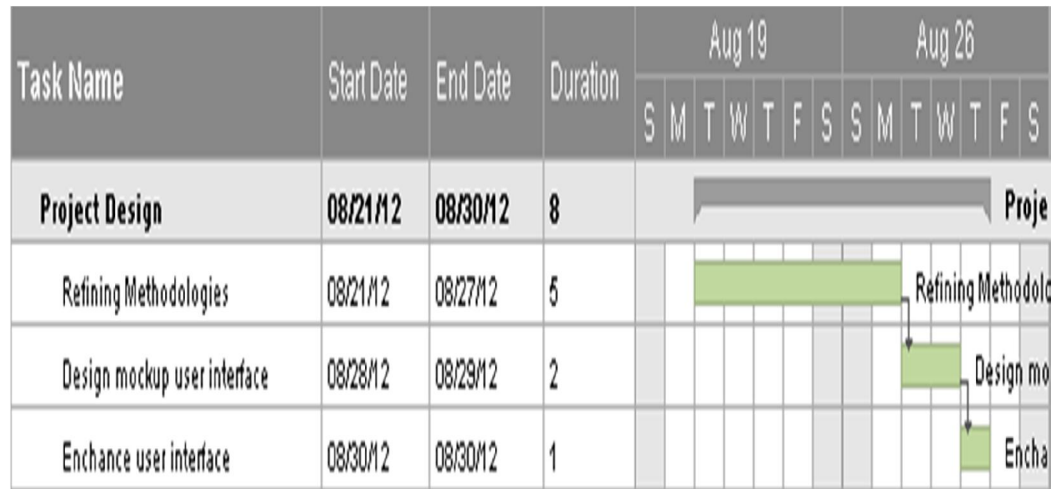 Task Name Start Date End Date Duration Aug 19 Aug 26
S M T W T F S S M T W T F S
Project Design 08/21/12 08/30/12 8 Proje
Refining Methodologies 08/21/12 08/27/12 5 Refining Methodolo
Design mockup user interface 08/28/12 08/29/12 2 Design mo
Enchance user interface 08/30/12 08/30/12 1 Encha